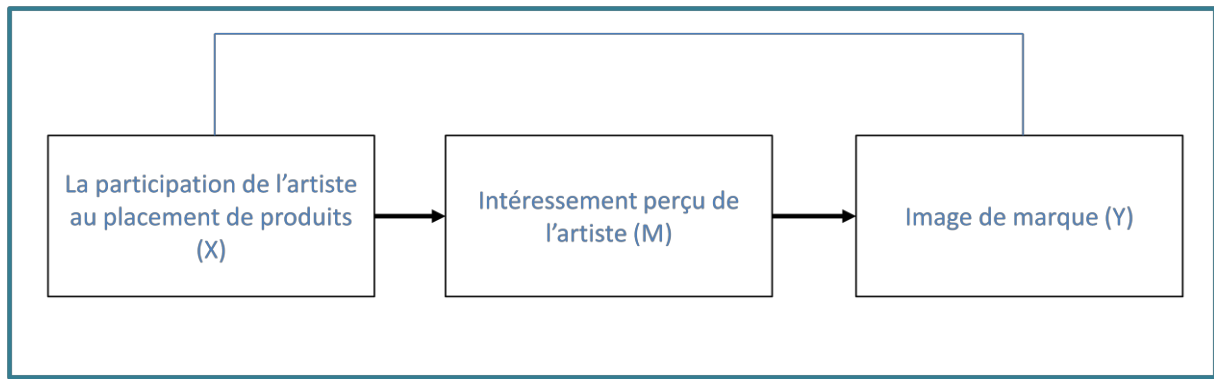 La participation de l’artiste
au placement de produits
(X)
Intéressement perçu de
l’artiste (M)
Image de marque (Y)